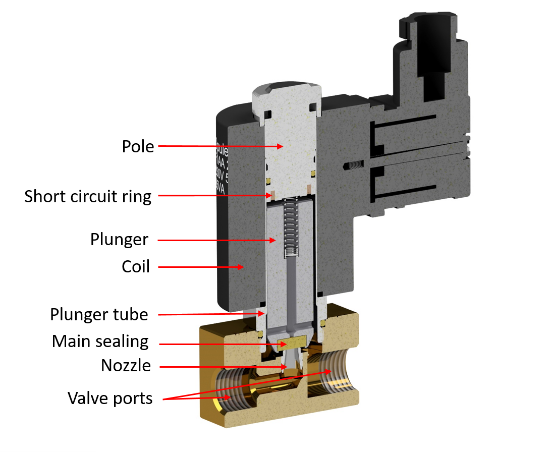 Pole
Short circuit ring
Plunger
Coil
Plunger tube
Main sealing
Nozzle
Valve ports